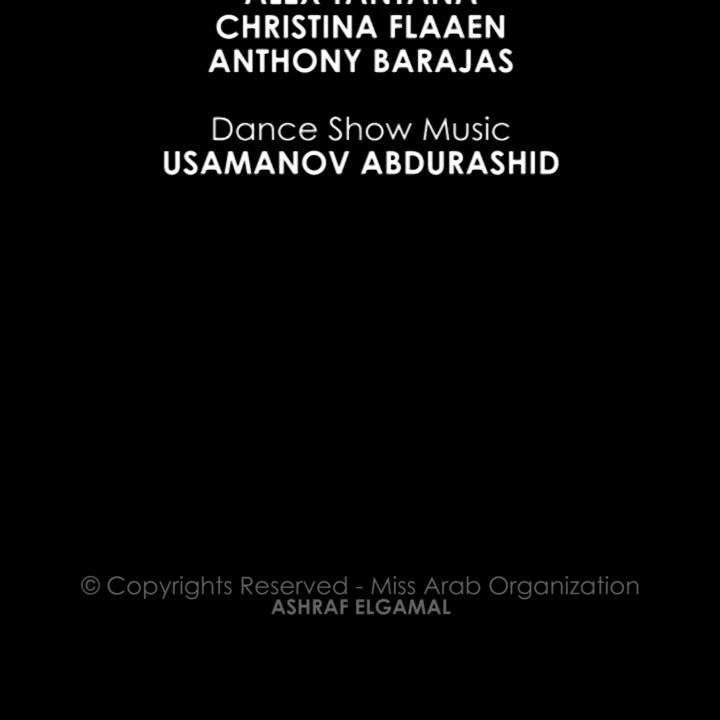 CHRISTINA FLAAEN
ANTHONY BARAJAS
Dance Show Music
USAMANOV ABDURASHID
© Copyrights Reserved - Miss Arab Organization
ASHRAF ELGAMAL